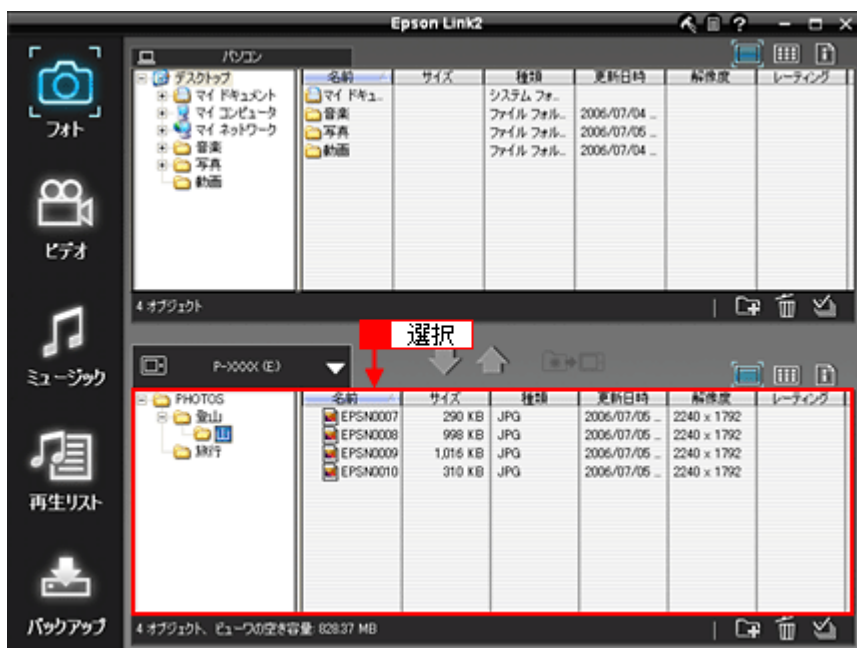 Epson Link2
フォト
ビデオ
ミュージック
再生リスト
バックアップ
パソコン
デスクトップ
マイ ドキュメント
マイ コンピュータ
マイ ネットワーク
音楽
写真
動画
名前 サイズ 種類 更新日時 解像度 レーティング
マイ ドキュ... システム フォ...
音楽 ファイル フォル... 2006/07/04 ...
写真 ファイル フォル... 2006/07/05 ...
動画 ファイル フォル... 2006/07/04 ...
4 オブジェクト
選択
P-XXXX (E)
PHOTOS
登山
山
旅行
名前 サイズ 種類 更新日時 解像度 レーティング
EPSN0007 290 KB JPG 2006/07/05 ... 2240 x 1792
EPSN0008 998 KB JPG 2006/07/05 ... 2240 x 1792
EPSN0009 1,016 KB JPG 2006/07/05 ... 2240 x 1792
EPSN0010 310 KB JPG 2006/07/05 ... 2240 x 1792
4 オブジェクト、ビューワの空き容量: 828.37 MB